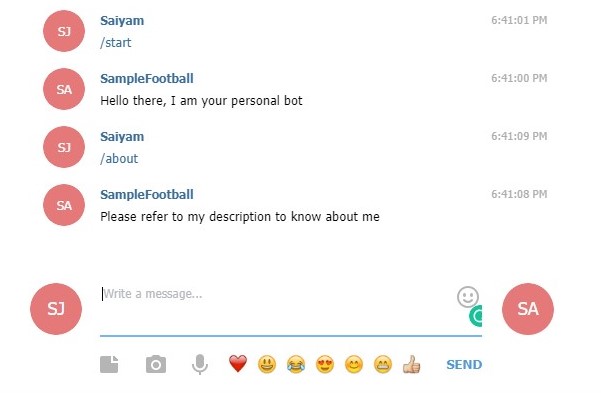 SJ Saiyam 6:41:01 PM
/start
SA SampleFootball 6:41:00 PM
Hello there, I am your personal bot
SJ Saiyam 6:41:09 PM
/about
SA SampleFootball 6:41:08 PM
Please refer to my description to know about me
SJ Write a message... SA
SEND